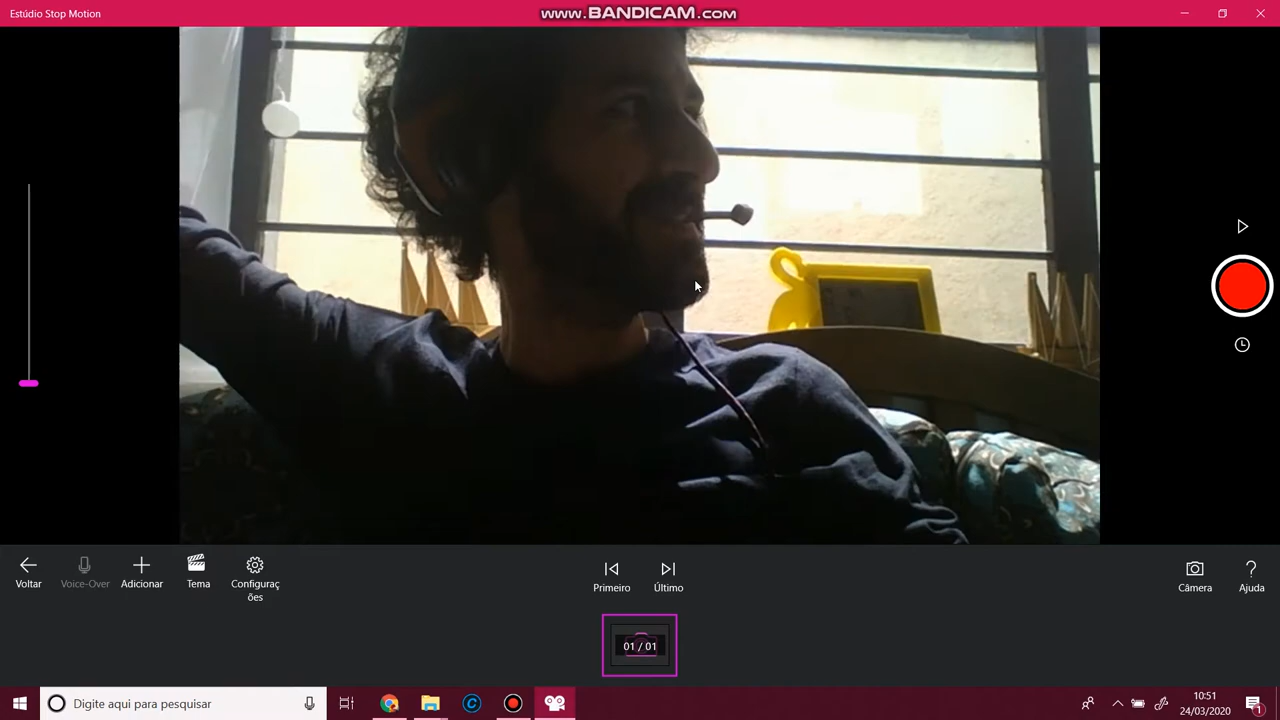 Estúdio Stop Motion
www.BANDICAM.com
Voltar
Voice-Over
Adicionar
Tema
Configuraç
ões
Primeiro
Último
Câmera
Ajuda
01 / 01
Digite aqui para pesquisar
10:51
24/03/2020
1